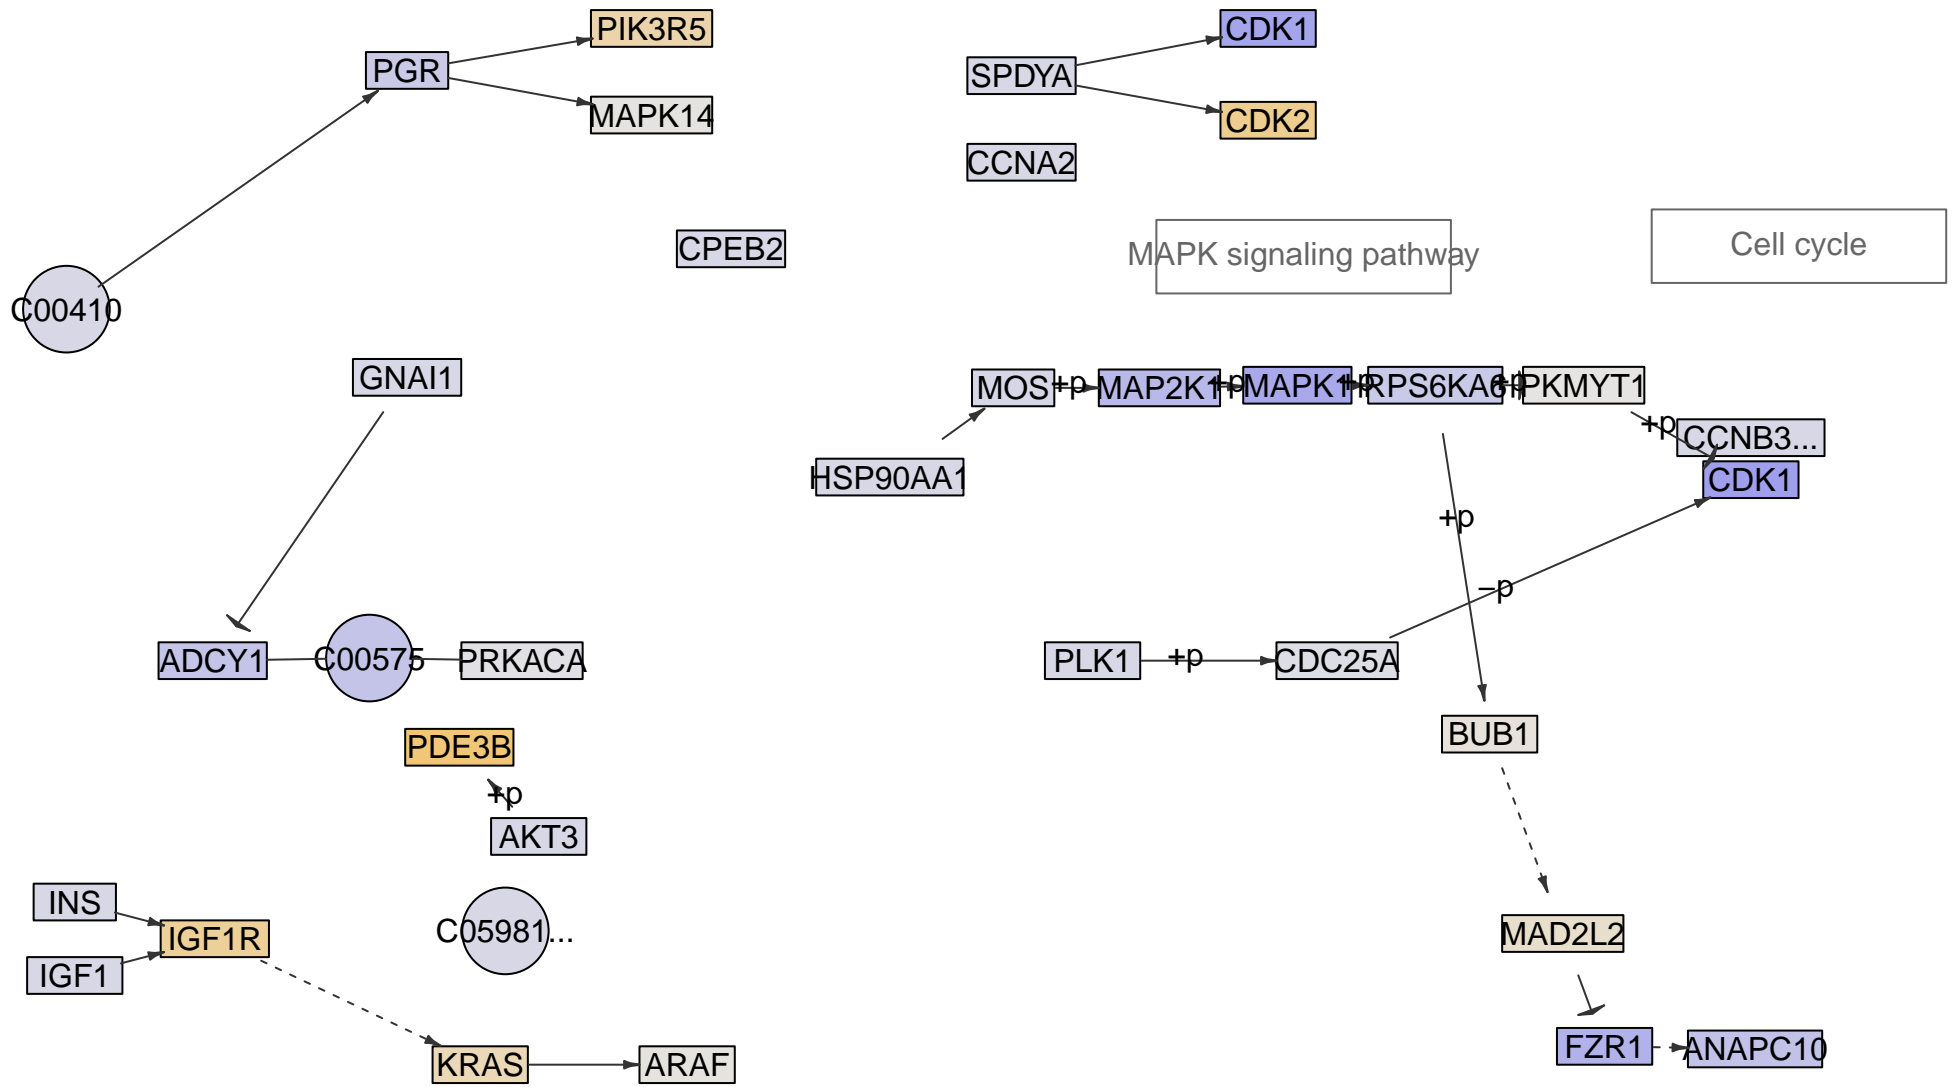 PIK3R5
CDK1
PGR
SPDYA
MAPK14
CDK2
CCNA2
CPEB2
MAPK signaling pathway
Cell cycle
C00410
GNAI1
MOS
+p
MAP2K1
+p
MAPK1
+p
RPS6KA6
+p
PKMYT1
+p
CCNB3...
HSP90AA1
CDK1
+p
−p
ADCY1
C00575
PRKACA
PLK1
+p
CDC25A
BUB1
PDE3B
+p
AKT3
INS
IGF1R
C05981...
MAD2L2
IGF1
FZR1
ANAPC10
KRAS
ARAF